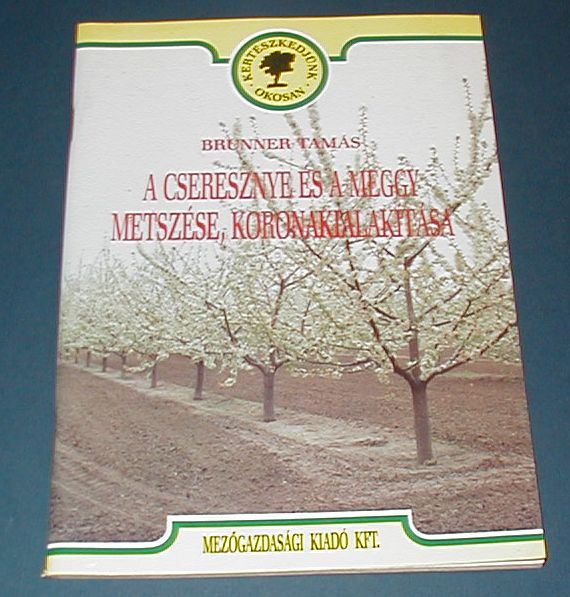 KERTÉSZKEDJÜNK
OKOSAN
BRUNNER TAMÁS
A CSERESZNYE ÉS A MEGGY
METSZÉSE, KORONAKIALAKÍTÁSA
MEZŐGAZDASÁGI KIADÓ KFT.